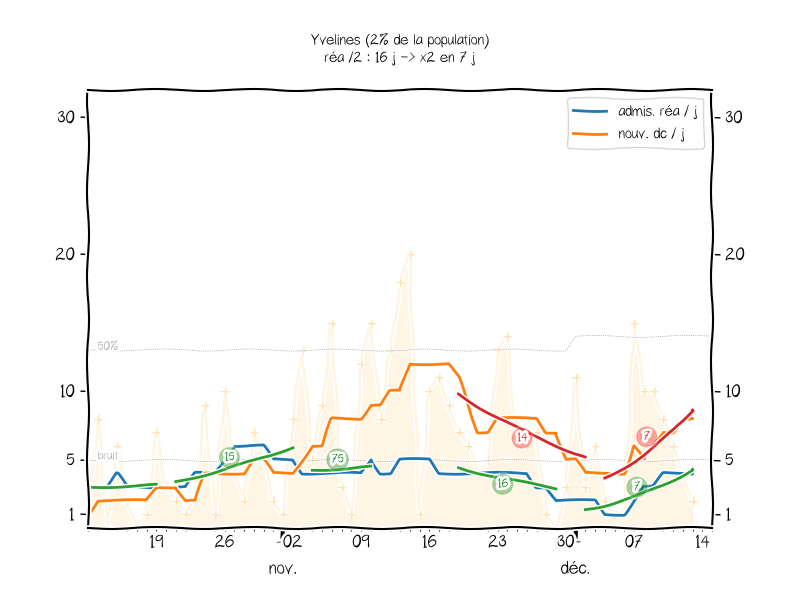 Yvelines (2% de la population)
réa /2 : 16 j -> x2 en 7 j
admis. réa / j
nouv. dc / j
30 30
20 20
50%
10 10
14 7
15 75
bruit
5 5
16 7
1 1
19 26 02 09 16 23 30 07 14
nov. déc.